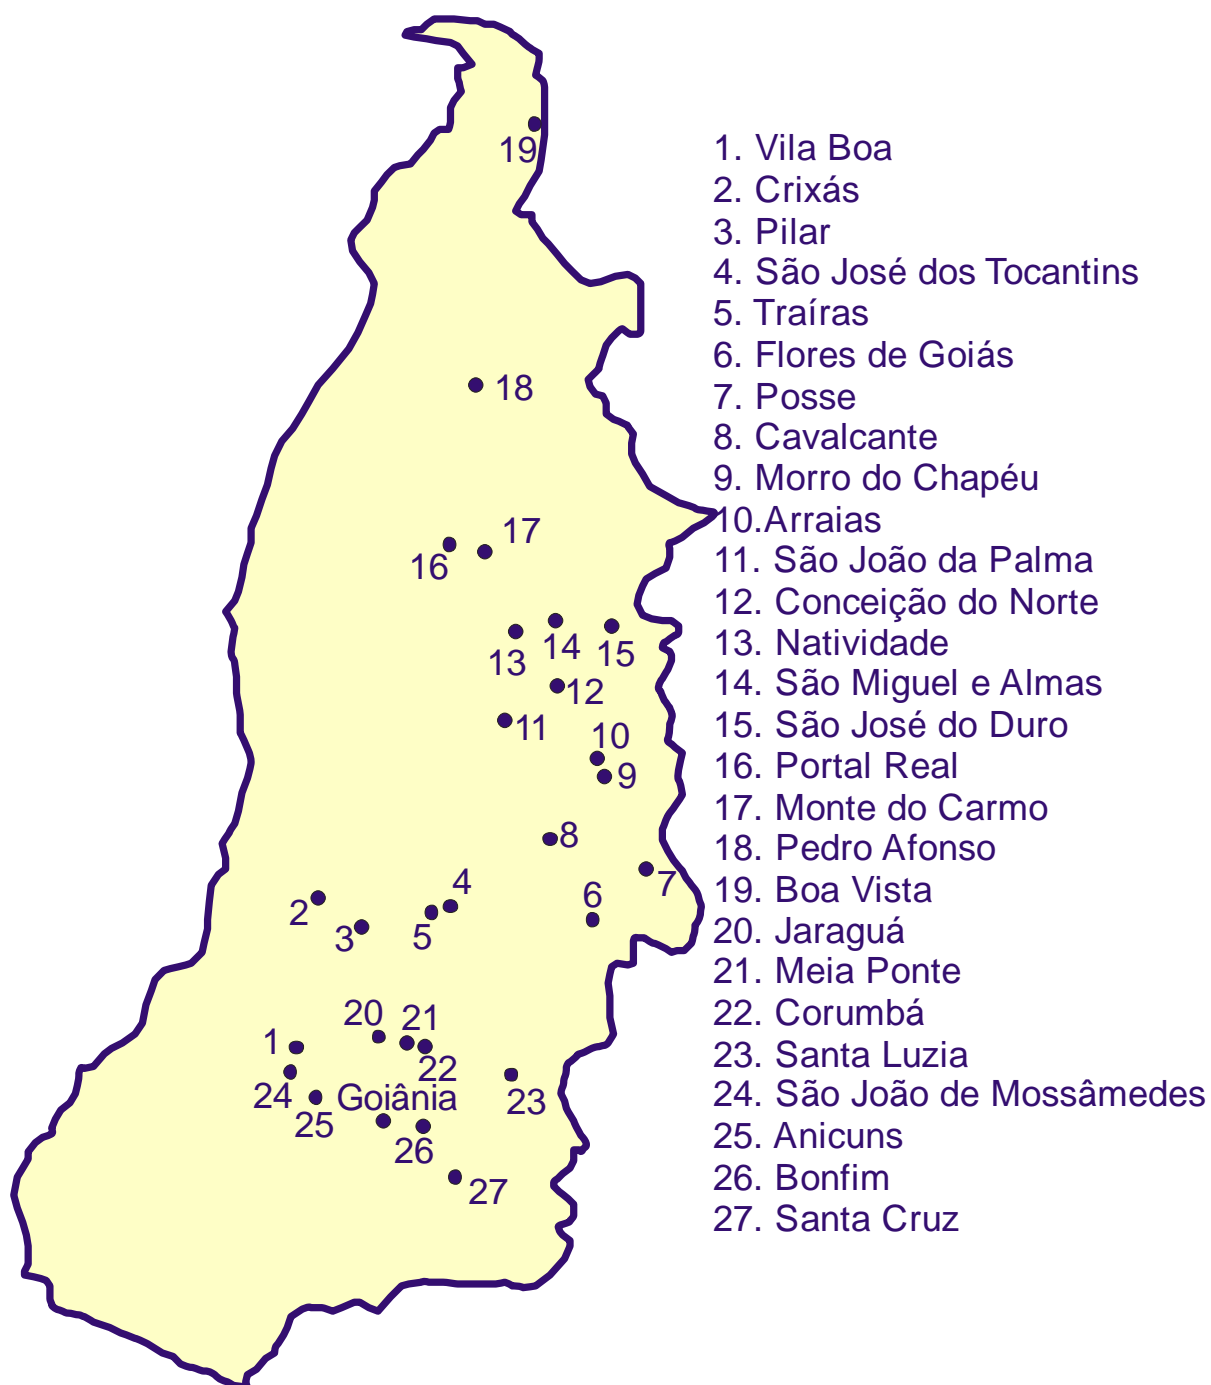 19
18
17
16
14
15
13
12
11
10
9
8
7
4
2
6
5
3
20
21
1
22
24
Goiânia
23
25
26
27
1. Vila Boa
2. Crixás
3. Pilar
4. São José dos Tocantins
5. Traíras
6. Flores de Goiás
7. Posse
8. Cavalcante
9. Morro do Chapéu
10.Arraias
11. São João da Palma
12. Conceição do Norte
13. Natividade
14. São Miguel e Almas
15. São José do Duro
16. Portal Real
17. Monte do Carmo
18. Pedro Afonso
19. Boa Vista
20. Jaraguá
21. Meia Ponte
22. Corumbá
23. Santa Luzia
24. São João de Mossâmedes
25. Anicuns
26. Bonfim
27. Santa Cruz